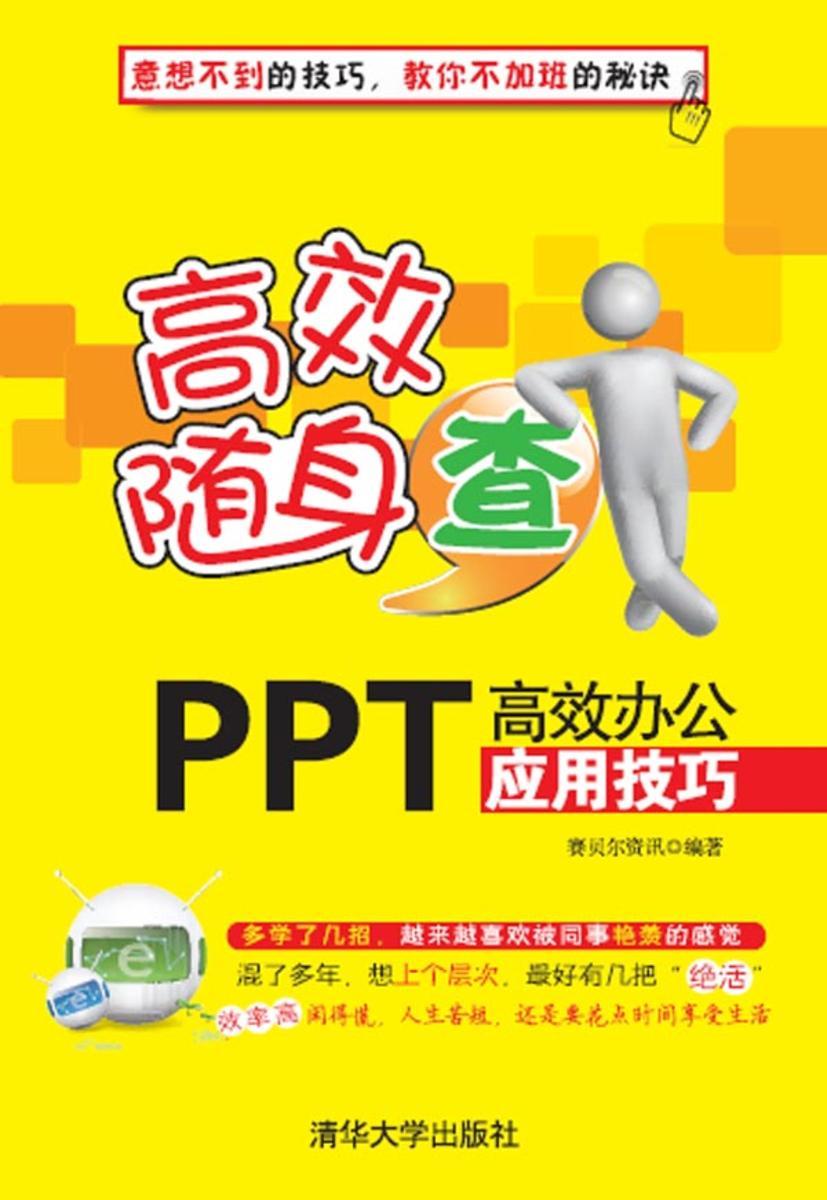 意想不到的技巧，教你不加班的秘诀
高效
随身查
PPT
高效办公
应用技巧
赛贝尔资讯◎编著
多学了几招，越来越喜欢被同事艳羡的感觉
混了多年，想上个层次，最好有几把“绝活”
效率高闲得慌，人生苦短，还是要花点时间享受生活
清华大学出版社